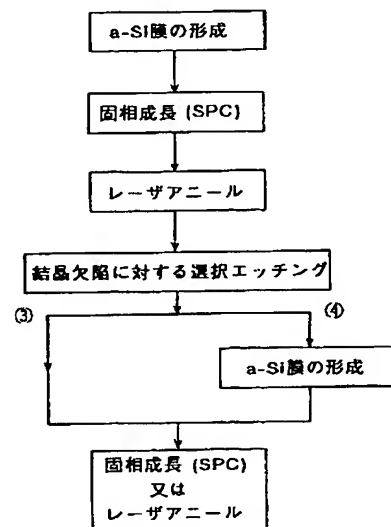 a-Si膜の形成
固相成長 (SPC)
レーザアニール
結晶欠陥に対する選択エッチング
③
④
a-Si膜の形成
固相成長 (SPC)
又は
レーザアニール